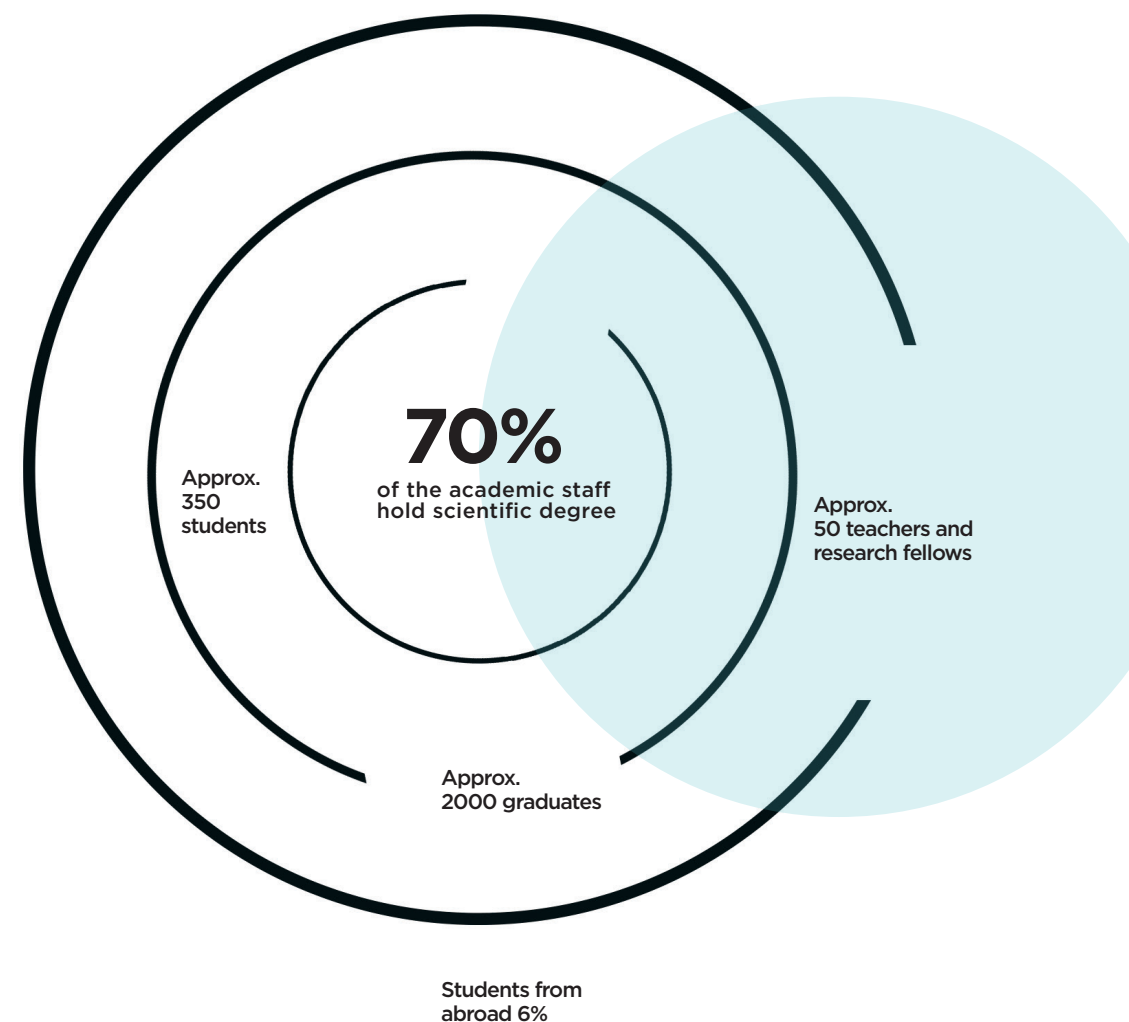 70%
of the academic staff
hold scientific degree
Approx.
350
students
Approx.
50 teachers and
research fellows
Approx.
2000 graduates
Students from
abroad 6%